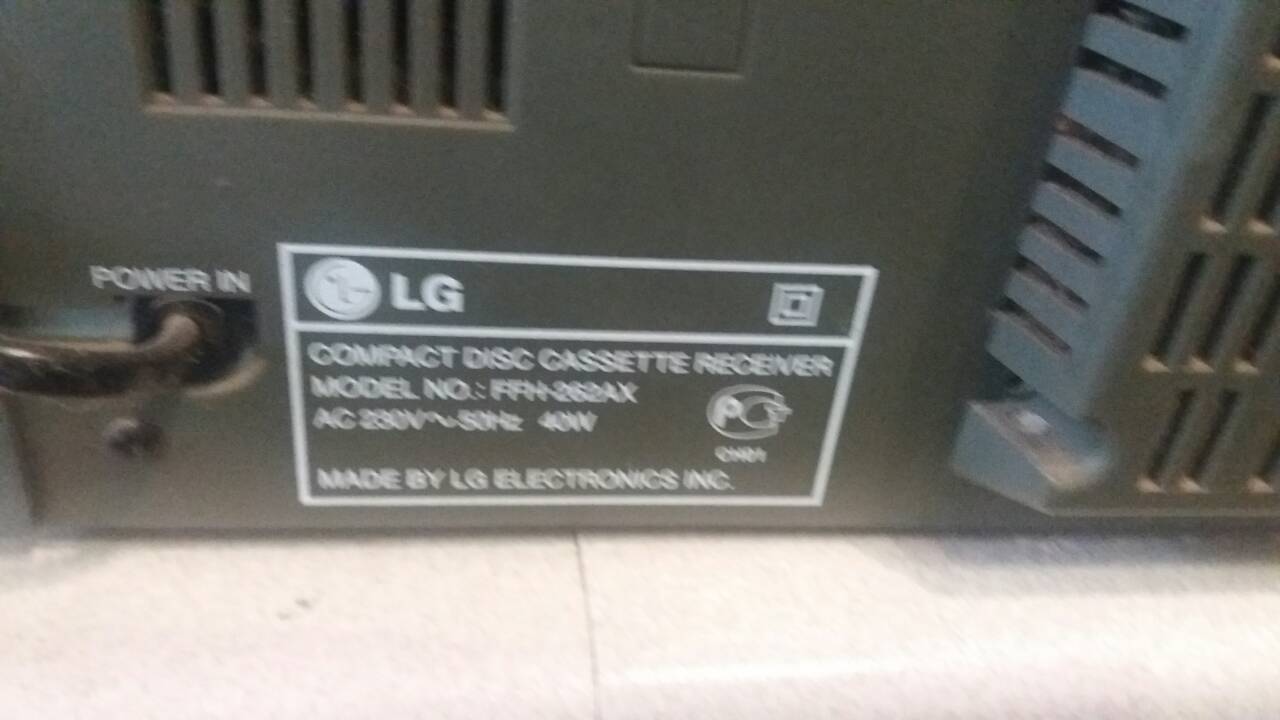 POWER IN
LG
COMPACT DISC CASSETTE RECEIVER
MODEL NO.: FFH-262AX
AC 230V~50Hz 40W
MADE BY LG ELECTRONICS INC.